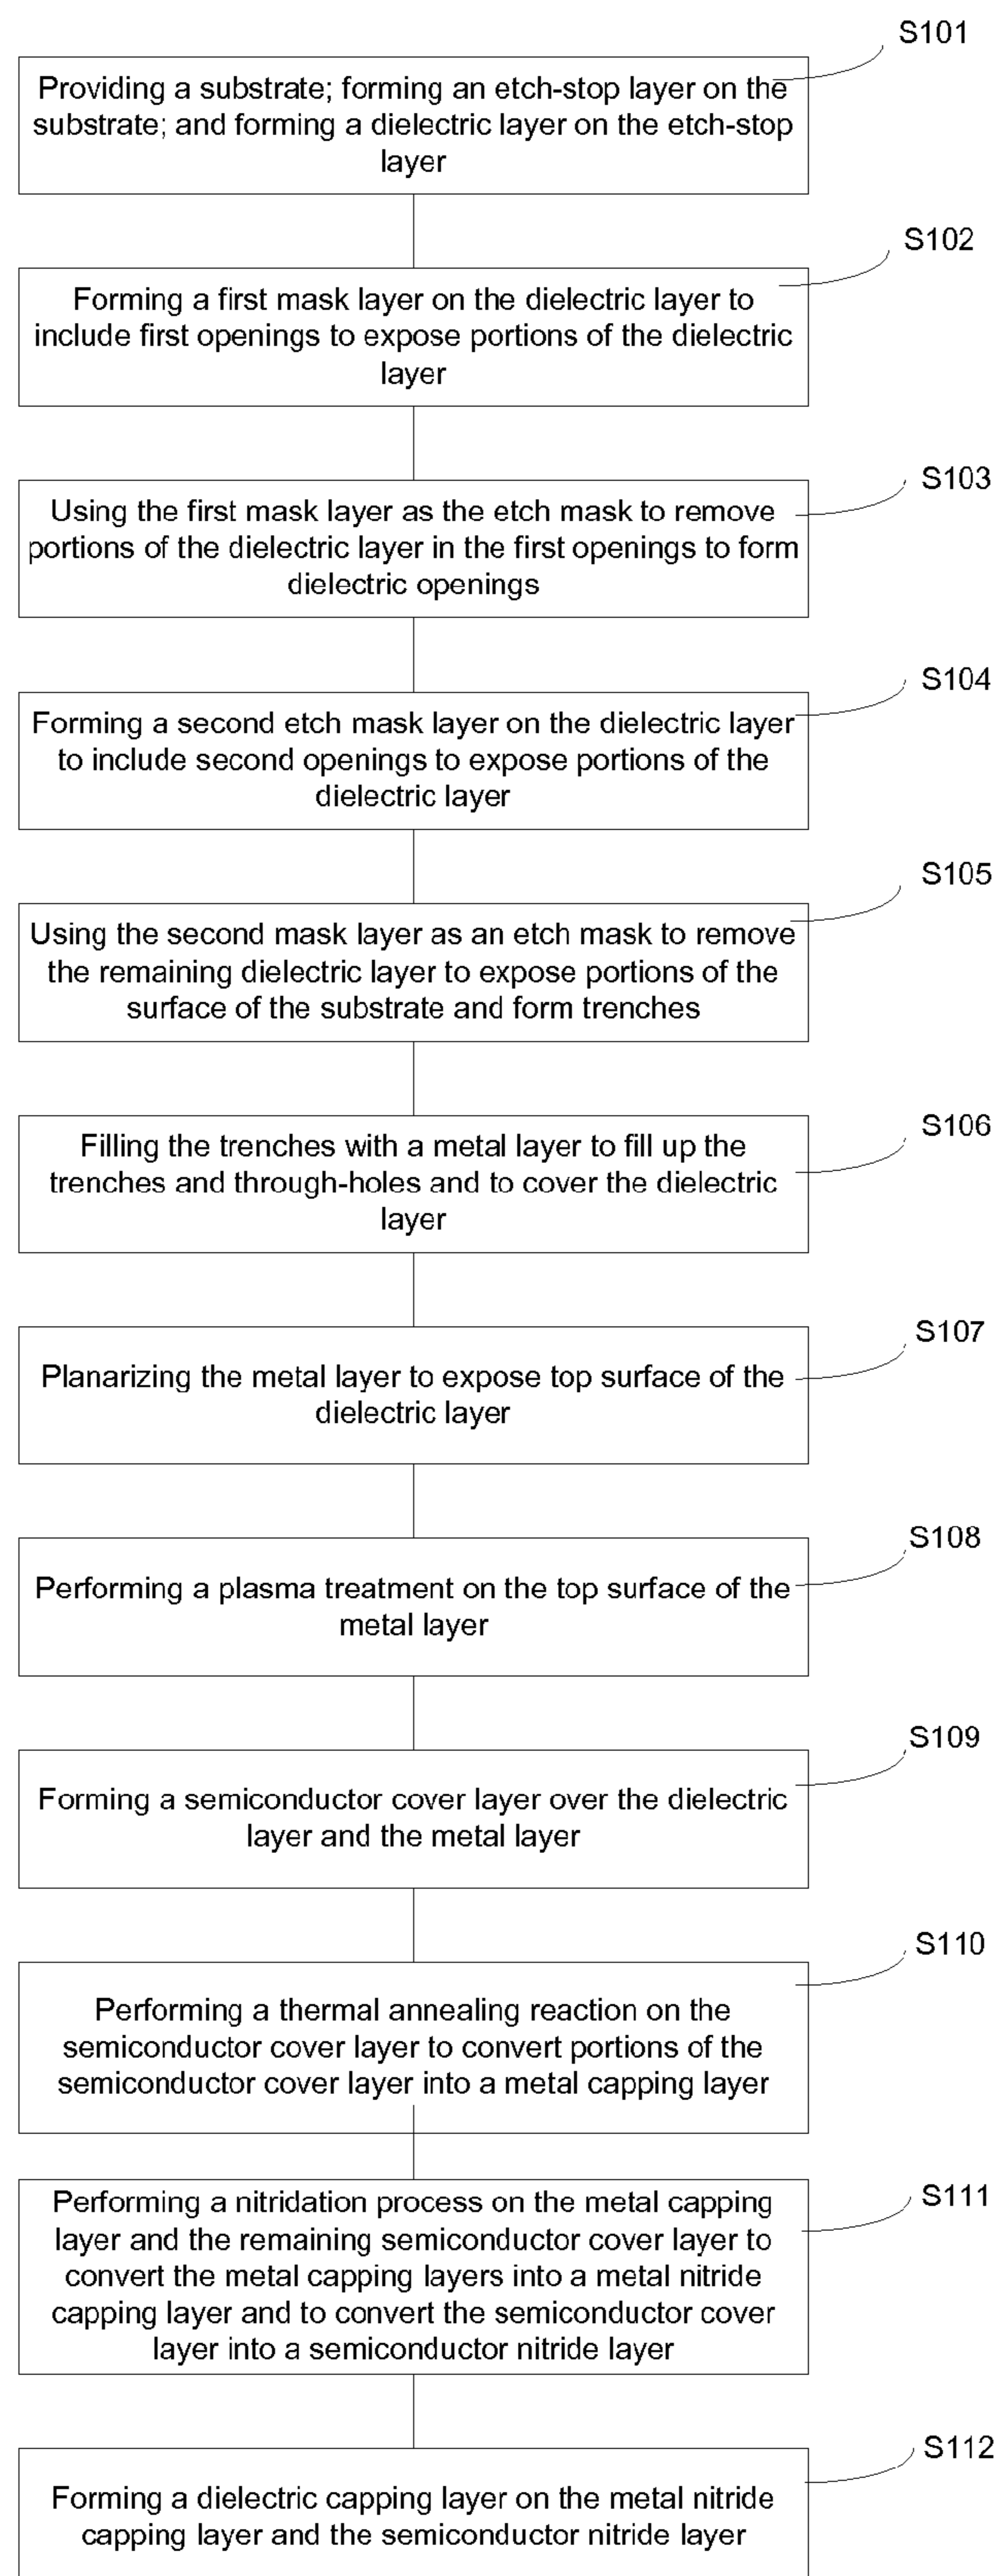 S101
Providing a substrate; forming an etch-stop layer on the
substrate; and forming a dielectric layer on the etch-stop
layer
S102
Forming a first mask layer on the dielectric layer to
include first openings to expose portions of the dielectric
layer
S103
Using the first mask layer as the etch mask to remove
portions of the dielectric layer in the first openings to form
dielectric openings
S104
Forming a second etch mask layer on the dielectric layer
to include second openings to expose portions of the
dielectric layer
S105
Using the second mask layer as an etch mask to remove
the remaining dielectric layer to expose portions of the
surface of the substrate and form trenches
S106
Filling the trenches with a metal layer to fill up the
trenches and through-holes and to cover the dielectric
layer
S107
Planarizing the metal layer to expose top surface of the
dielectric layer
S108
Performing a plasma treatment on the top surface of the
metal layer
S109
Forming a semiconductor cover layer over the dielectric
layer and the metal layer
S110
Performing a thermal annealing reaction on the
semiconductor cover layer to convert portions of the
semiconductor cover layer into a metal capping layer
S111
Performing a nitridation process on the metal capping
layer and the remaining semiconductor cover layer to
convert the metal capping layers into a metal nitride
capping layer and to convert the semiconductor cover
layer into a semiconductor nitride layer
S112
Forming a dielectric capping layer on the metal nitride
capping layer and the semiconductor nitride layer